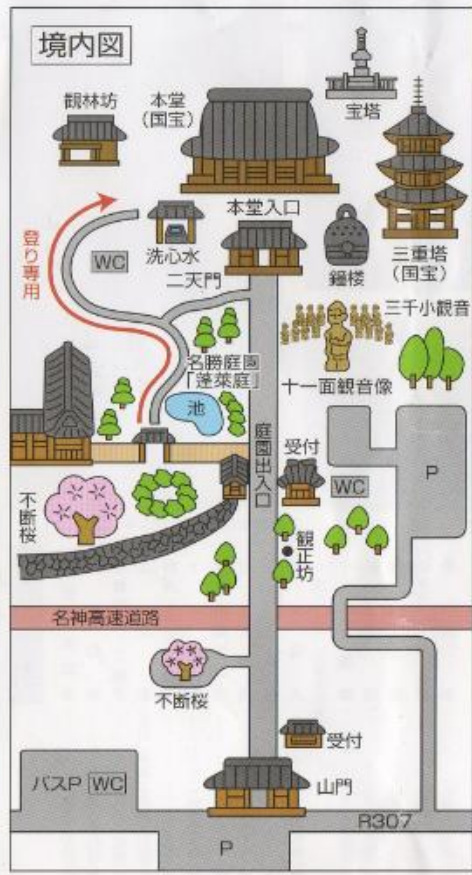 境内図
宝塔
観林坊
本堂
(国宝)
本堂入口
三重塔
(国宝)
登り専用
WC
洗心水
二天門
鐘楼
三千小観音
十一面観音像
名勝庭園
「蓬莱庭」
池
庭園出入口
受付
WC
P
不断桜
観正坊
名神高速道路
不断桜
受付
バスP
WC
山門
R307
P